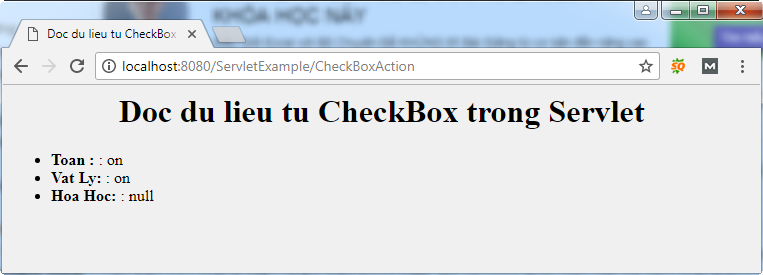 KHÓA HỌC NÀY
Doc du lieu tu CheckBox
localhost:8080/ServletExample/CheckBoxAction
SQ
M
Doc du lieu tu CheckBox trong Servlet
Toan : : on
Vat Ly: : on
Hoa Hoc: : null